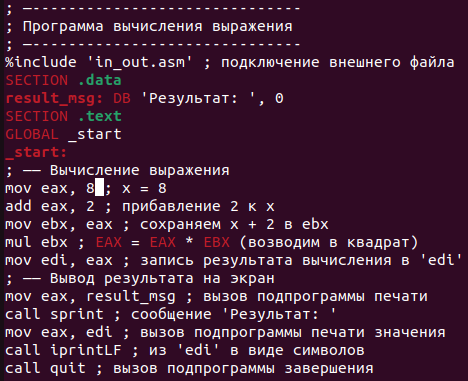 ; —-------------------------------
; Программа вычисления выражения
; —-------------------------------
%include 'in_out.asm' ; подключение внешнего файла
SECTION .data
result_msg: DB 'Результат: ', 0
SECTION .text
GLOBAL _start
_start:
; —— Вычисление выражения
mov eax, 8 ; x = 8
add eax, 2 ; прибавление 2 к x
mov ebx, eax ; сохраняем x + 2 в ebx
mul ebx ; EAX = EAX * EBX (возводим в квадрат)
mov edi, eax ; запись результата вычисления в 'edi'
; —— Вывод результата на экран
mov eax, result_msg ; вызов подпрограммы печати
call sprint ; сообщение 'Результат: '
mov eax, edi ; вызов подпрограммы печати значения
call iprintLF ; из 'edi' в виде символов
call quit ; вызов подпрограммы завершения